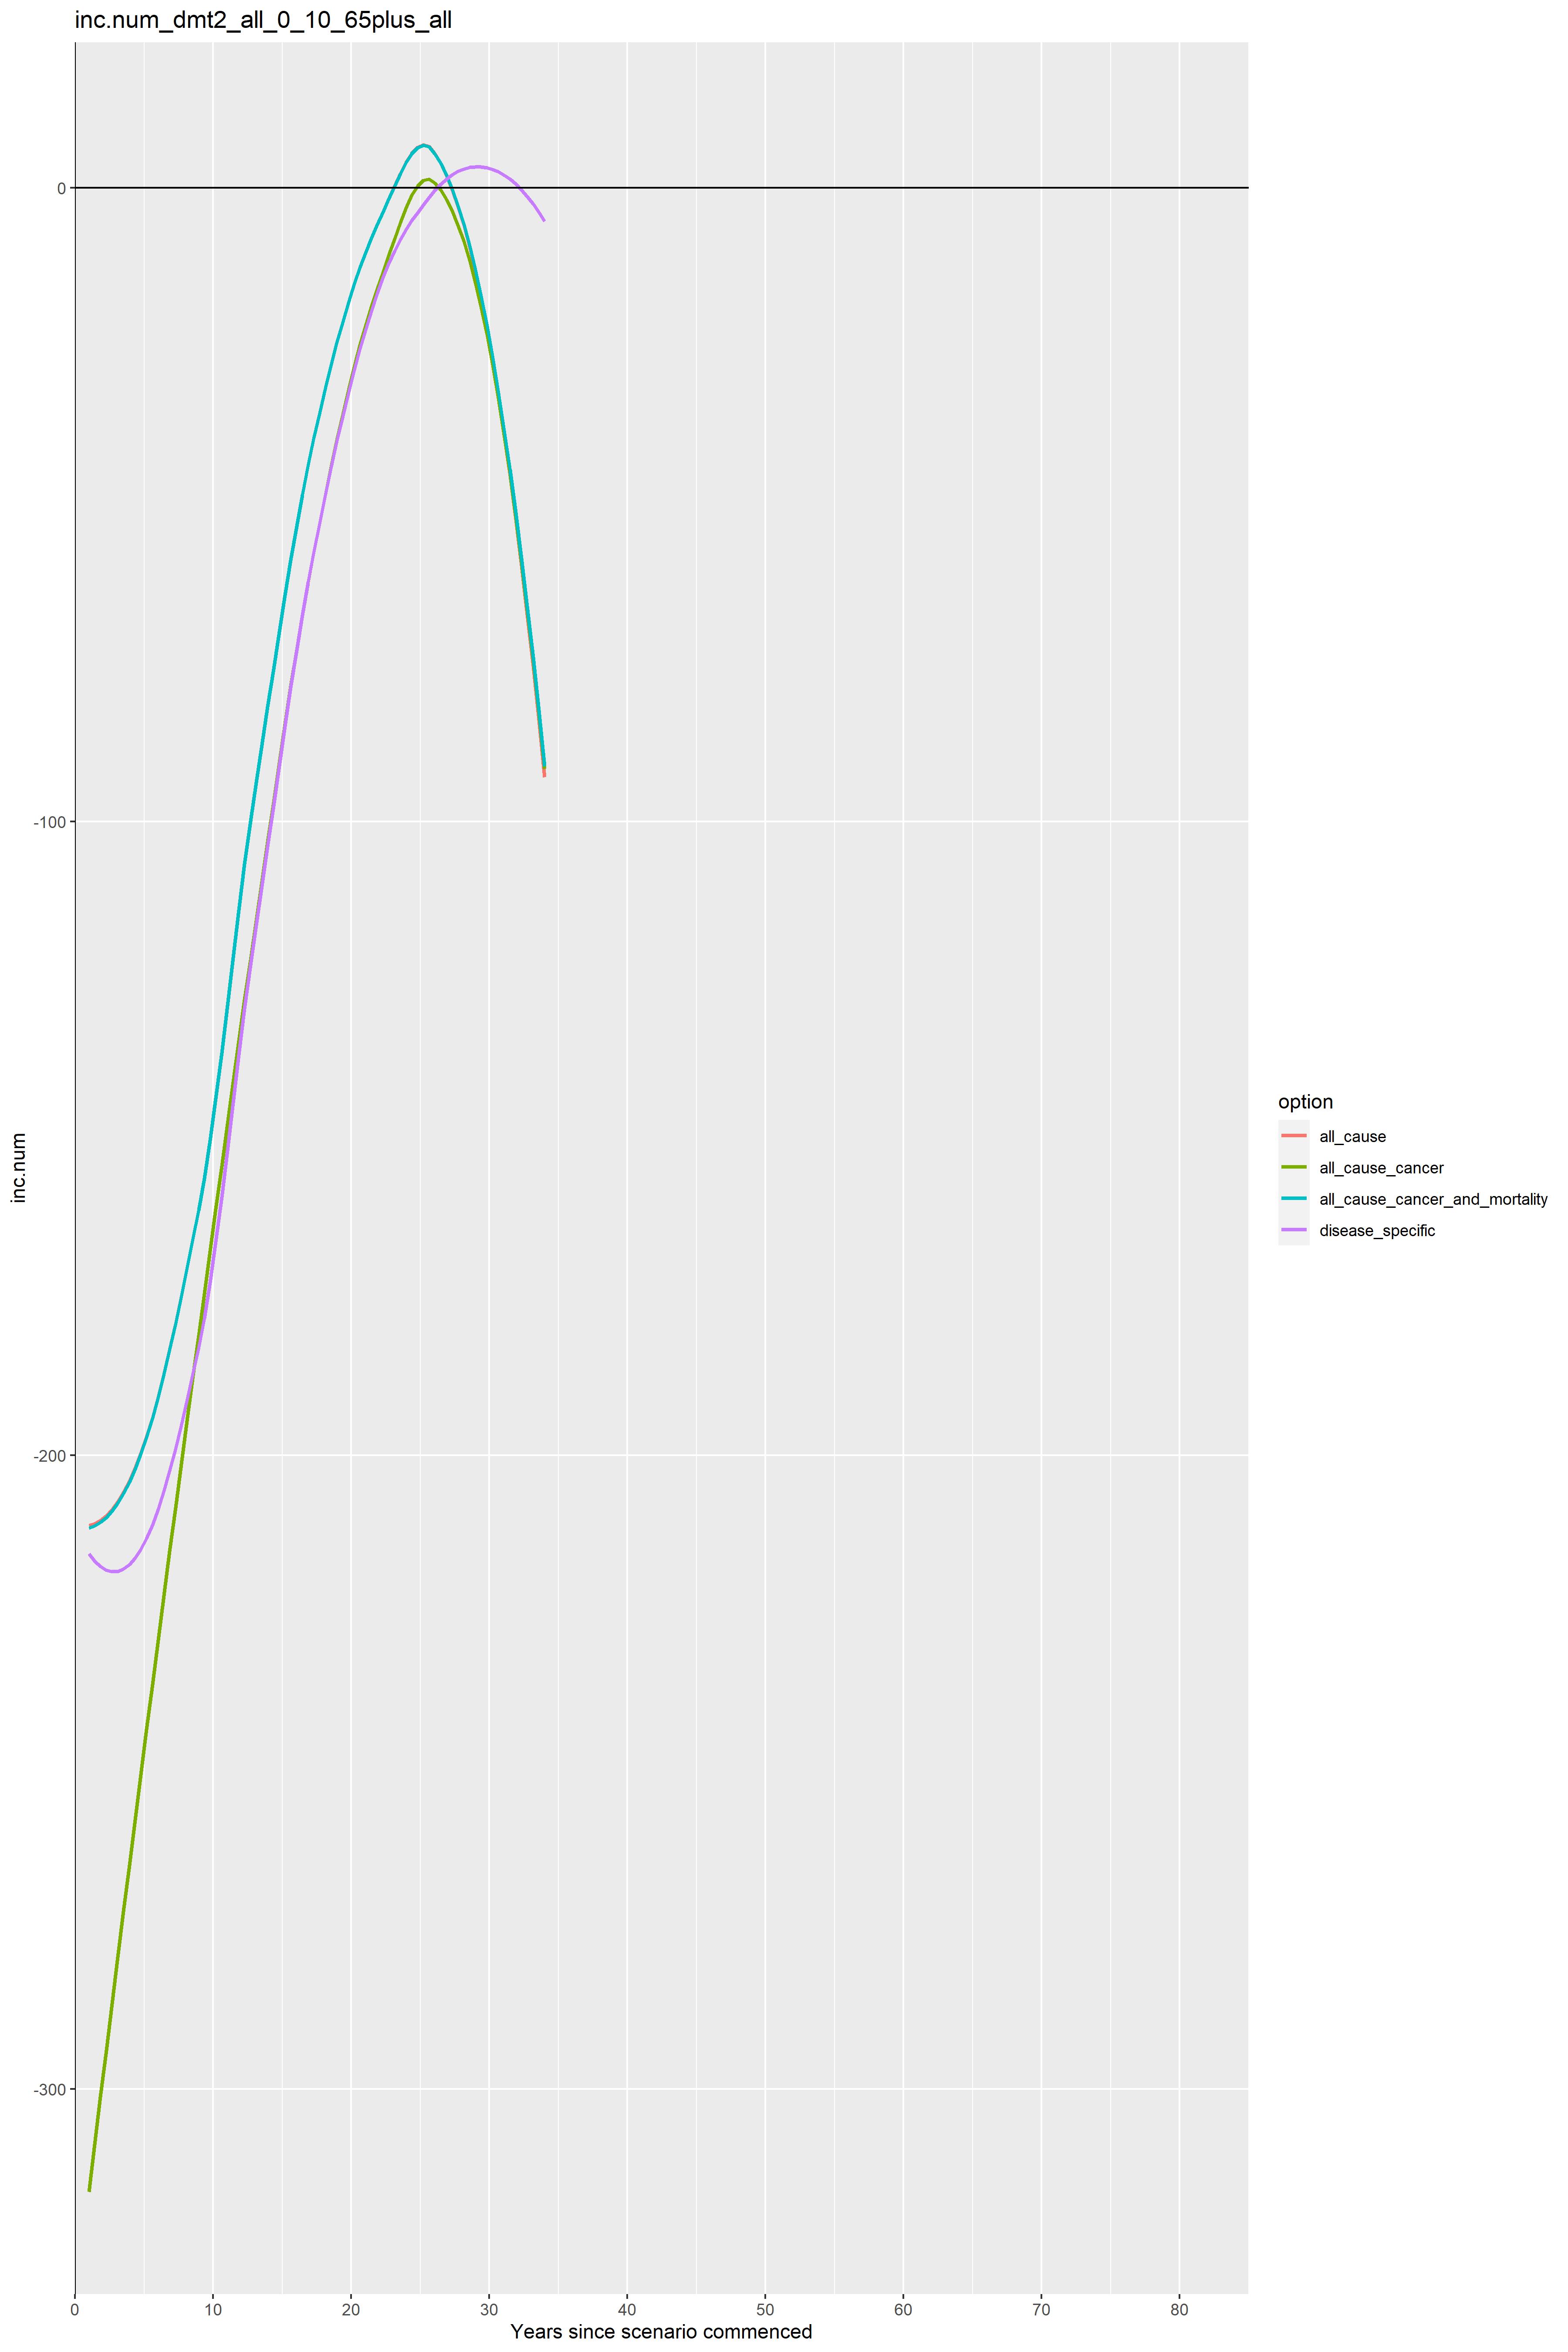 inc.num_dmt2_all_0_10_65plus_all
0
-100
-200
-300
inc.num
0 10 20 30 40 50 60 70 80
Years since scenario commenced
option
all_cause
all_cause_cancer
all_cause_cancer_and_mortality
disease_specific